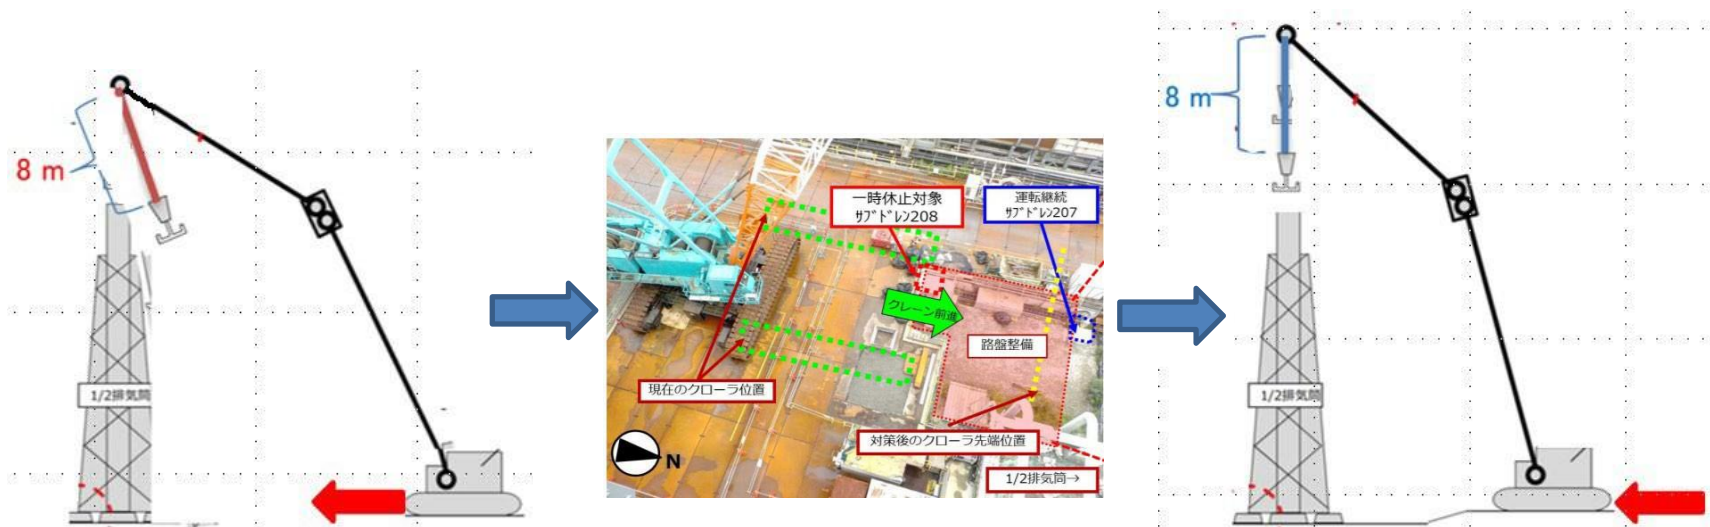 8 m
1/2排気筒
一時休止対象
ｻﾌﾞﾄﾞﾚﾝ208
運転継続
ｻﾌﾞﾄﾞﾚﾝ207
クレーン前進
路盤整備
現在のクローラ位置
対策後のクローラ先端位置
N
1/2排気筒→
8 m
1/2排気筒